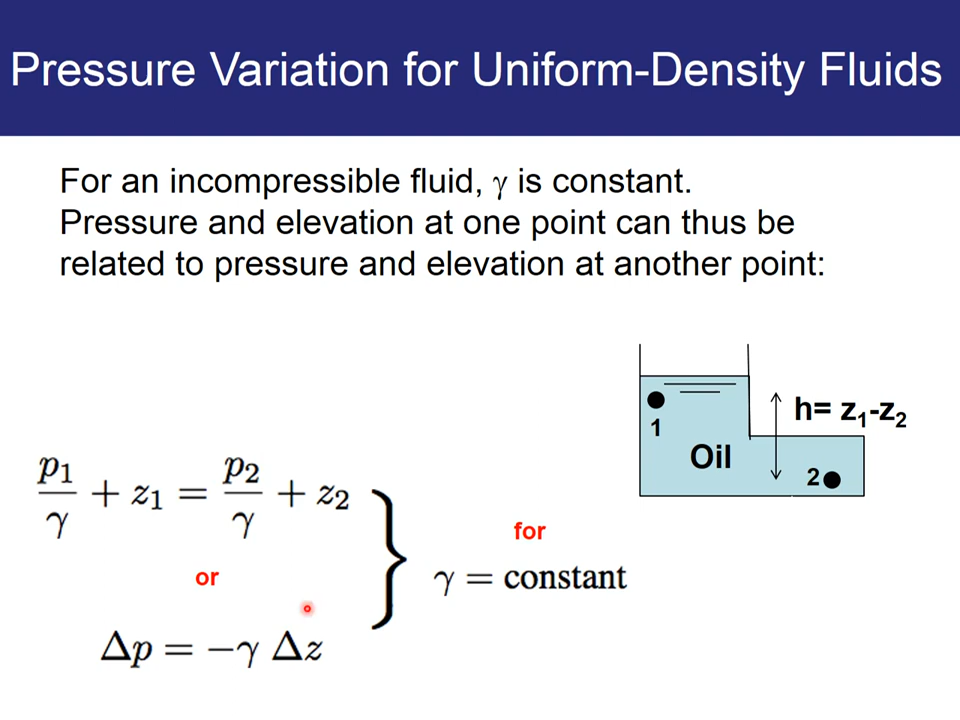 Pressure Variation for Uniform-Density Fluids
For an incompressible fluid, γ is constant.
Pressure and elevation at one point can thus be
related to pressure and elevation at another point:
h= z₁-z₂
1
Oil
2
p₁/γ + z₁ = p₂/γ + z₂
for
or
γ = constant
Δp = −γ Δz